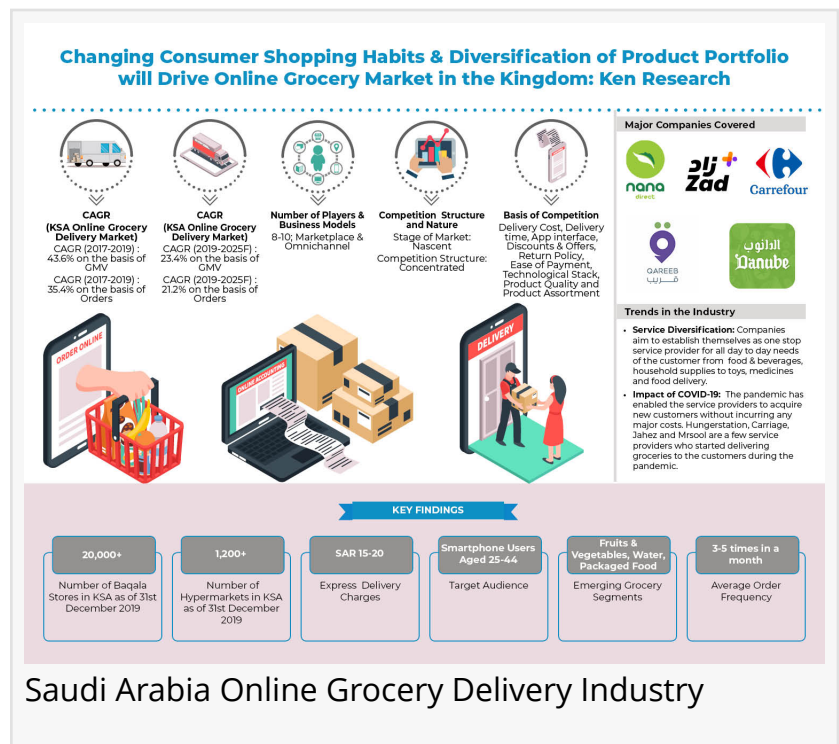 Changing Consumer Shopping Habits & Diversification of Product Portfolio
will Drive Online Grocery Market in the Kingdom: Ken Research
CAGR
(KSA Online Grocery
Delivery Market)
CAGR (2017-2019) :
43.6% on the basis of
GMV
CAGR (2017-2019) :
35.4% on the basis of
Orders
CAGR
(KSA Online Grocery
Delivery Market)
CAGR (2019-2025F) :
23.4% on the basis of
GMV
CAGR (2019-2025F) :
21.2% on the basis of
Orders
Number of Players &
Business Models
8-10; Marketplace &
Omnichannel
Competition Structure
and Nature
Stage of Market:
Nascent
Competition Structure:
Concentrated
Basis of Competition
Delivery Cost, Delivery
time, App interface,
Discounts & Offers,
Return Policy,
Ease of Payment,
Technological Stack,
Product Quality and
Product Assortment
Major Companies Covered
nana
direct
زاد
Zad
Carrefour
QAREEB
قـــريب
الدانوب
Danube
Trends in the Industry
• Service Diversification: Companies
aim to establish themselves as one stop
service provider for all day to day needs
of the customer from food & beverages,
household supplies to toys, medicines
and food delivery.
• Impact of COVID-19: The pandemic has
enabled the service providers to acquire
new customers without incurring any
major costs. Hungerstation, Carriage,
Jahez and Mrsool are a few service
providers who started delivering
groceries to the customers during the
pandemic.
ORDER ONLINE
ONLINE ACCOUNTING
DELIVERY
KEY FINDINGS
20,000+
Number of Baqala
Stores in KSA as of 31st
December 2019
1,200+
Number of
Hypermarkets in KSA
as of 31st December
2019
SAR 15-20
Express Delivery
Charges
Smartphone Users
Aged 25-44
Target Audience
Fruits &
Vegetables, Water,
Packaged Food
Emerging Grocery
Segments
3-5 times in a
month
Average Order
Frequency
Saudi Arabia Online Grocery Delivery Industry